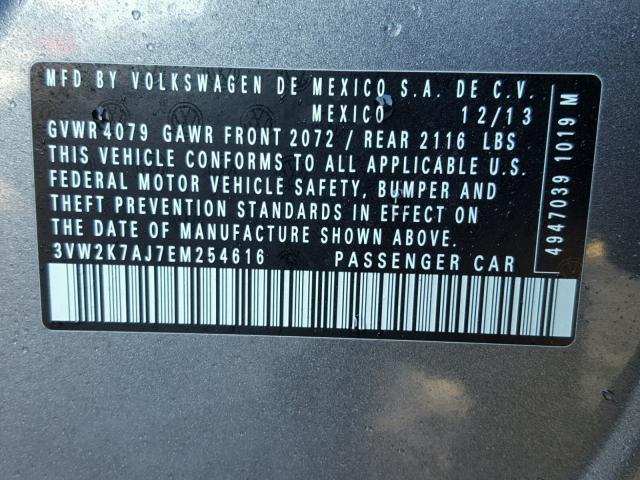 MFD BY VOLKSWAGEN DE MEXICO S.A. DE C.V.
MEXICO 12/13
GVWR 4079 GAWR FRONT 2072 / REAR 2116 LBS
THIS VEHICLE CONFORMS TO ALL APPLICABLE U.S.
FEDERAL MOTOR VEHICLE SAFETY, BUMPER AND
THEFT PREVENTION STANDARDS IN EFFECT ON
THE DATE OF MANUFACTURE SHOWN ABOVE.
3VW2K7AJ7EM254616 PASSENGER CAR
4947039 1019 M